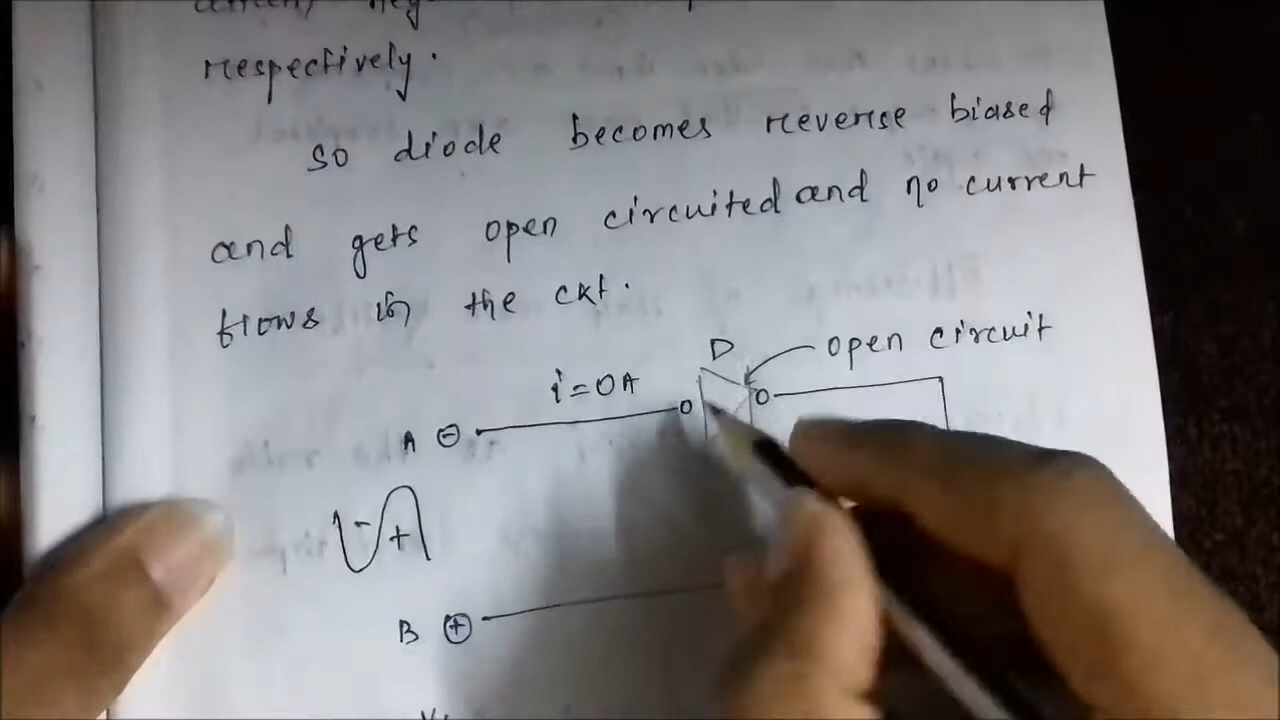 respectively.
So diode becomes reverse biased
and gets open circuited and no current
flows in the ckt.
D open circuit
i=0A
A
B